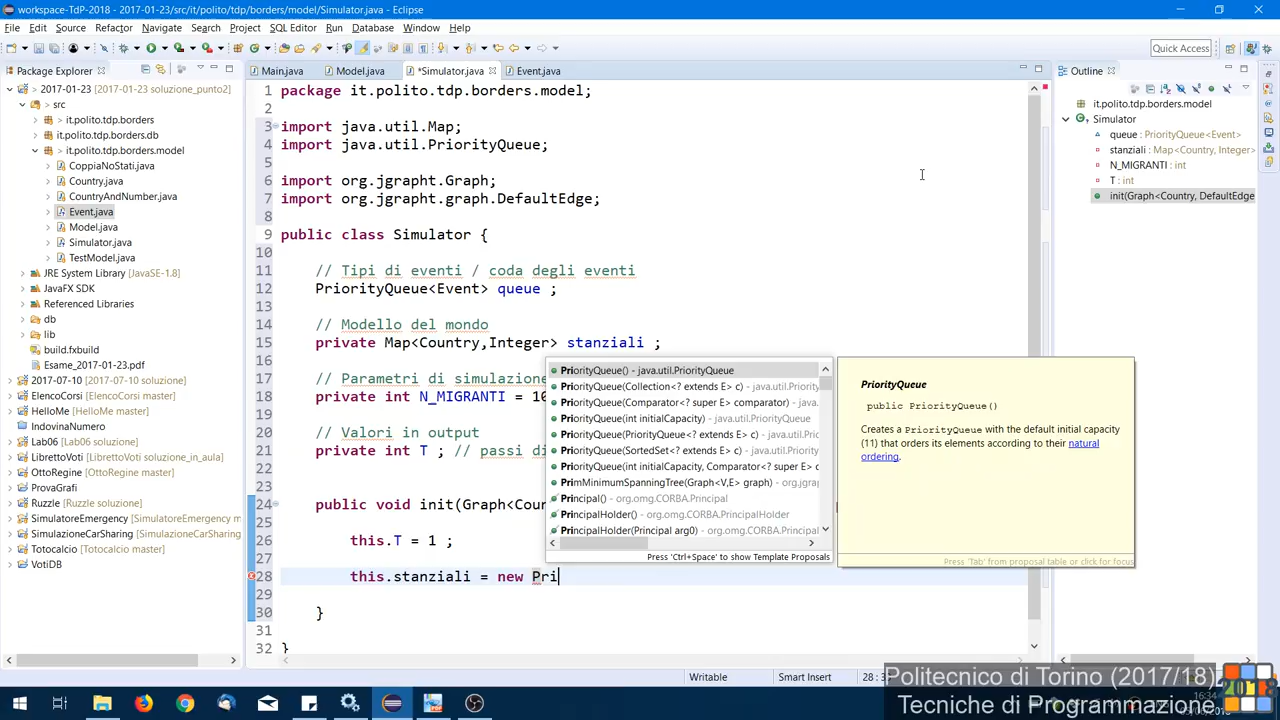 workspace-TdP-2018 - 2017-01-23/src/it/polito/tdp/borders/model/Simulator.java - Eclipse
File Edit Source Refactor Navigate Search Project SQL Editor Run Database Window Help
Quick Access
Package Explorer
Main.java
Model.java
*Simulator.java
Event.java
Outline
2017-01-23 [2017-01-23 soluzione_punto2]
src
it.polito.tdp.borders
it.polito.tdp.borders.db
it.polito.tdp.borders.model
CoppiaNoStati.java
Country.java
CountryAndNumber.java
Event.java
Model.java
Simulator.java
TestModel.java
JRE System Library [JavaSE-1.8]
JavaFX SDK
Referenced Libraries
db
lib
build.fxbuild
Esame_2017-01-23.pdf
2017-07-10 [2017-07-10 soluzione]
ElencoCorsi [ElencoCorsi master]
HelloMe [HelloMe master]
IndovinaNumero
Lab06 [Lab06 soluzione]
LibrettoVoti [LibrettoVoti soluzione_in_aula]
OttoRegine [OttoRegine master]
ProvaGrafi
Ruzzle [Ruzzle soluzione]
SimulatoreEmergency [SimulatoreEmergency m
SimulazioneCarSharing [SimulazioneCarSharing
Totocalcio [Totocalcio master]
VotiDB
1 package it.polito.tdp.borders.model;
2
3 import java.util.Map;
4 import java.util.PriorityQueue;
5
6 import org.jgrapht.Graph;
7 import org.jgrapht.graph.DefaultEdge;
8
9 public class Simulator {
10
11 // Tipi di eventi / coda degli eventi
12 PriorityQueue<Event> queue ;
13
14 // Modello del mondo
15 private Map<Country,Integer> stanziali ;
16
17 // Parametri di simulazione
18 private int N_MIGRANTI = 10
19
20 // Valori in output
21 private int T ; // passi di
22
23
24 public void init(Graph<Cou
25
26 this.T = 1 ;
27
28 this.stanziali = new Pri
29
30 }
31
32 }
PriorityQueue() - java.util.PriorityQueue
PriorityQueue(Collection<? extends E> c) - java.util.Priority
PriorityQueue(Comparator<? super E> comparator) - java.
PriorityQueue(int initialCapacity) - java.util.PriorityQueue
PriorityQueue(PriorityQueue<? extends E> c) - java.util.Pri
PriorityQueue(SortedSet<? extends E> c) - java.util.Priority
PriorityQueue(int initialCapacity, Comparator<? super E> c
PrimMinimumSpanningTree(Graph<V,E> graph) - org.jgra
Principal() - org.omg.CORBA.Principal
PrincipalHolder() - org.omg.CORBA.PrincipalHolder
PrincipalHolder(Principal arg0) - org.omg.CORBA.Principal
Press 'Ctrl+Space' to show Template Proposals
PriorityQueue
public PriorityQueue()
Creates a PriorityQueue with the default initial capacity
(11) that orders its elements according to their natural
ordering.
Press 'Tab' from proposal table or click for focus
it.polito.tdp.borders.model
Simulator
queue : PriorityQueue<Event>
stanziali : Map<Country, Integer>
N_MIGRANTI : int
T : int
init(Graph<Country, DefaultEdge
Writable
Smart Insert
28 : 3
Politecnico di Torino (2017/18)
Tecniche di Programmazione
2018
16:34